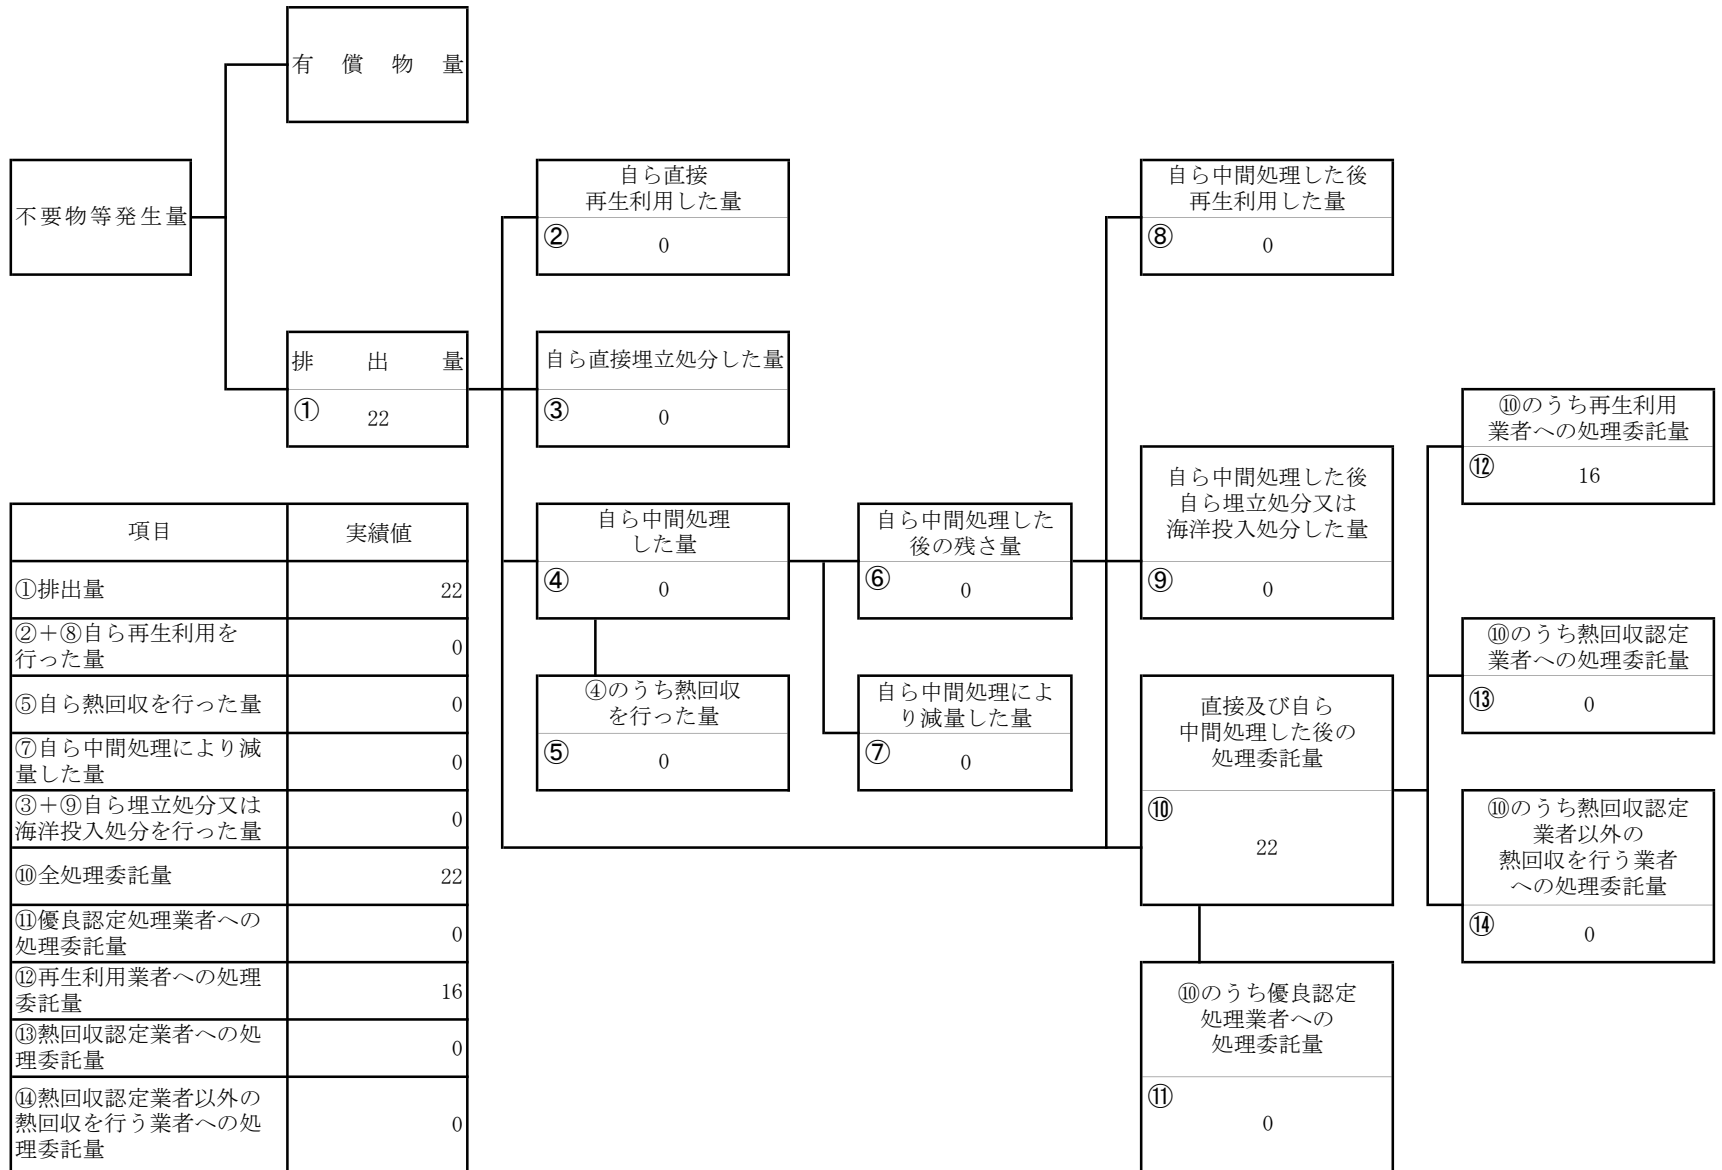 有償物量
不要物等発生量
排出量
① 22
自ら直接
再生利用した量
② 0
自ら直接埋立処分した量
③ 0
自ら中間処理
した量
④ 0
④のうち熱回収
を行った量
⑤ 0
自ら中間処理した
後の残さ量
⑥ 0
自ら中間処理によ
り減量した量
⑦ 0
自ら中間処理した後
再生利用した量
⑧ 0
自ら中間処理した後
自ら埋立処分又は
海洋投入処分した量
⑨ 0
直接及び自ら
中間処理した後の
処理委託量
⑩
22
⑩のうち優良認定
処理業者への
処理委託量
⑪
0
⑩のうち再生利用
業者への処理委託量
⑫ 16
⑩のうち熱回収認定
業者への処理委託量
⑬ 0
⑩のうち熱回収認定
業者以外の
熱回収を行う業者
への処理委託量
⑭ 0
項目 実績値
①排出量 22
②+⑧自ら再生利用を
行った量 0
⑤自ら熱回収を行った量 0
⑦自ら中間処理により減
量した量 0
③+⑨自ら埋立処分又は
海洋投入処分を行った量 0
⑩全処理委託量 22
⑪優良認定処理業者への
処理委託量 0
⑫再生利用業者への処理
委託量 16
⑬熱回収認定業者への処
理委託量 0
⑭熱回収認定業者以外の
熱回収を行う業者への処 0
理委託量